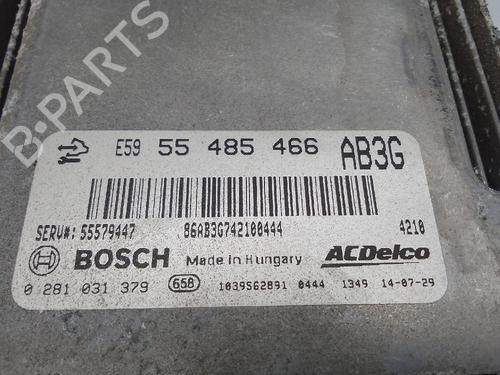 B-PARTS
E59 55 485 466 AB3G
SERV#: 55579447 86AB3G742100444 4210
BOSCH Made in Hungary ACDelco
0 281 031 379 658 1039S62891 0444 1349 14-07-29